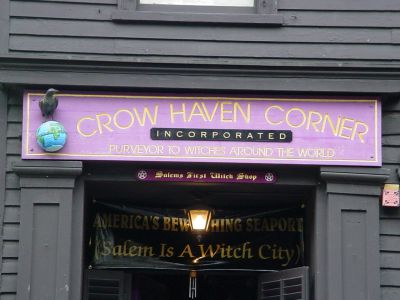 CROW HAVEN CORNER
INCORPORATED
PURVEYOR TO WITCHES AROUND THE WORLD
Salems First Witch Shop
AMERICA'S BEWITCHING SEAPORT
(Salem Is A Witch City)